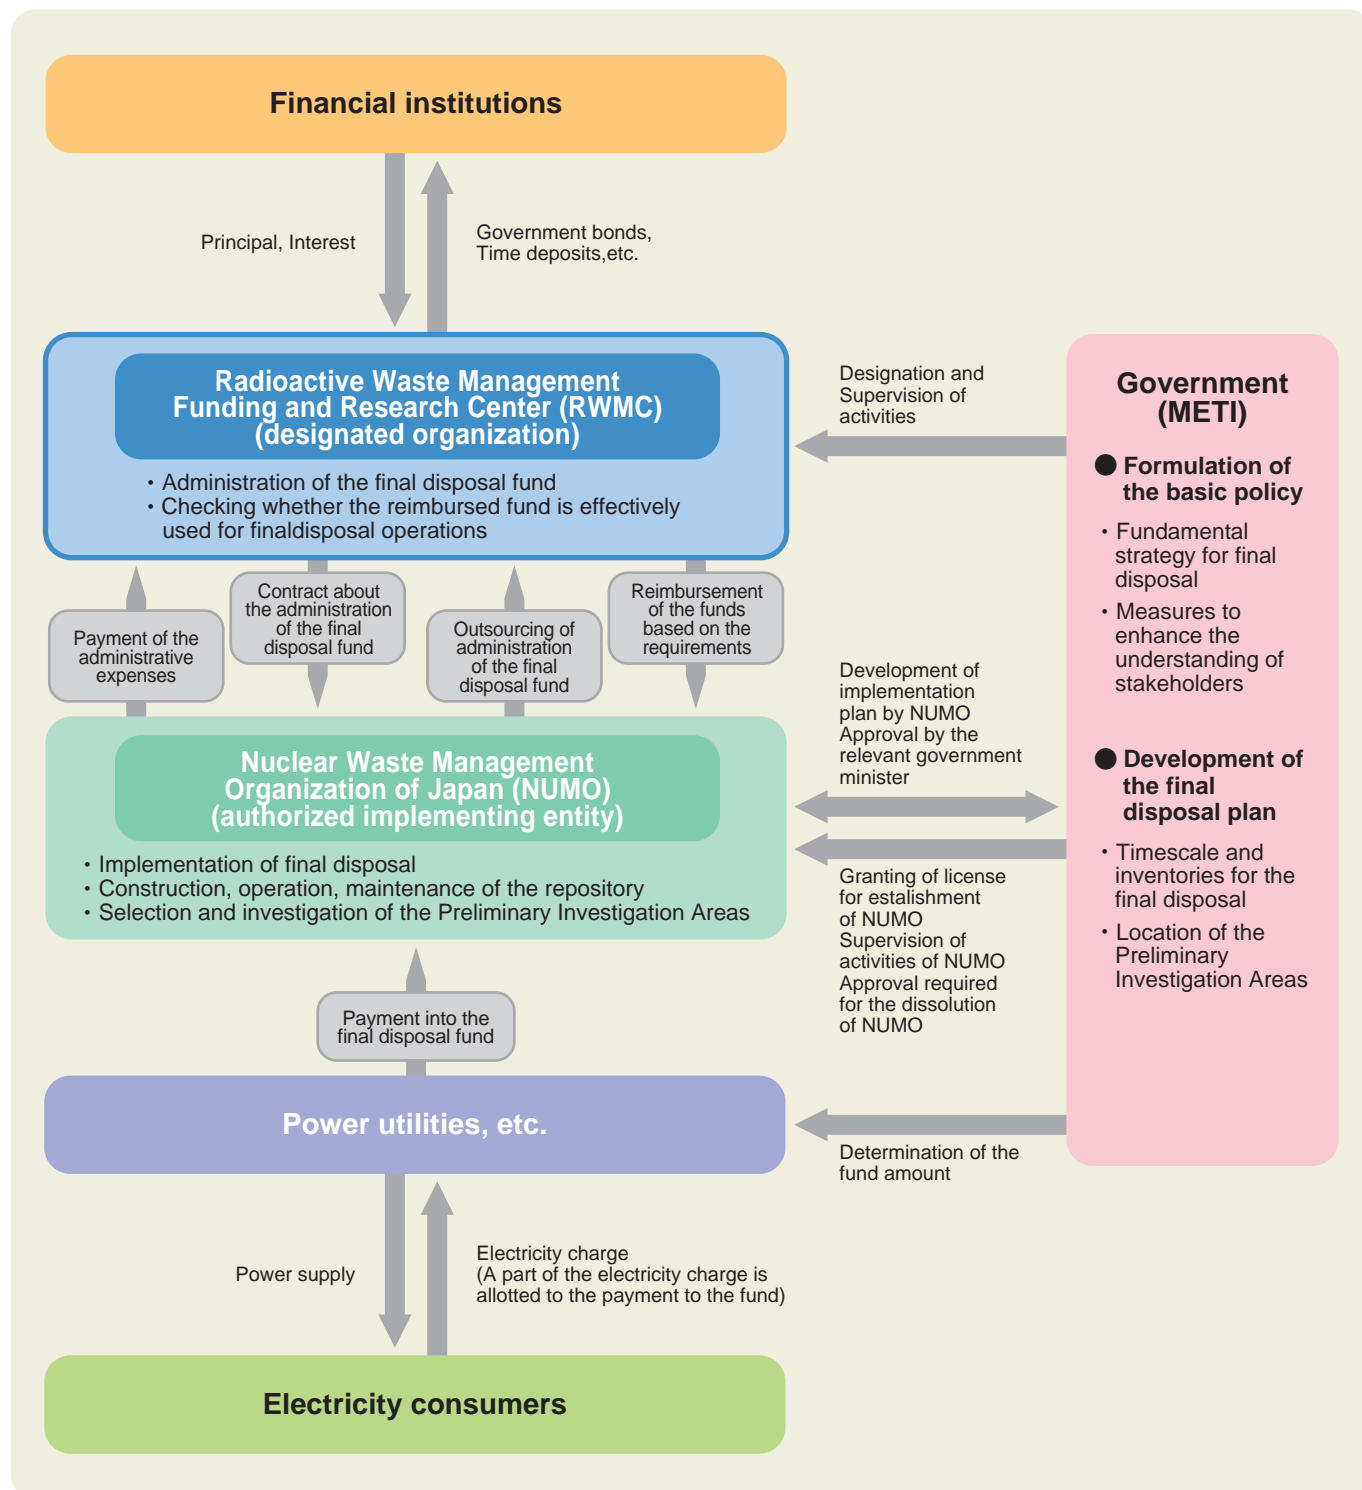 Financial institutions
Principal, Interest
Government bonds,
Time deposits,etc.
Radioactive Waste Management
Funding and Research Center (RWMC)
(designated organization)
・Administration of the final disposal fund
・Checking whether the reimbursed fund is effectively
used for finaldisposal operations
Designation and
Supervision of
activities
Government
(METI)
● Formulation of
the basic policy
・Fundamental
strategy for final
disposal
・Measures to
enhance the
understanding of
stakeholders
● Development of
the final
disposal plan
・Timescale and
inventories for the
final disposal
・Location of the
Preliminary
Investigation Areas
Payment of the
administrative
expenses
Contract about
the administration
of the final
disposal fund
Outsourcing of
administration
of the final
disposal fund
Reimbursement
of the funds
based on the
requirements
Development of
implementation
plan by NUMO
Approval by the
relevant government
minister
Nuclear Waste Management
Organization of Japan (NUMO)
(authorized implementing entity)
・Implementation of final disposal
・Construction, operation, maintenance of the repository
・Selection and investigation of the Preliminary Investigation Areas
Granting of license
for estalishment
of NUMO
Supervision of
activities of NUMO
Approval required
for the dissolution
of NUMO
Payment into the
final disposal fund
Power utilities, etc.
Determination of the
fund amount
Power supply
Electricity charge
(A part of the electricity charge is
allotted to the payment to the fund)
Electricity consumers